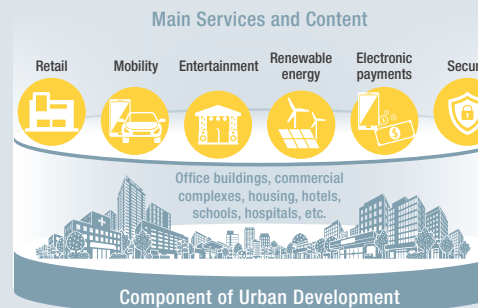 Main Services and Content
Retail
Mobility
Entertainment
Renewable
energy
Electronic
payments
Office buildings, commercial
complexes, housing, hotels,
schools, hospitals, etc.
Component of Urban Development